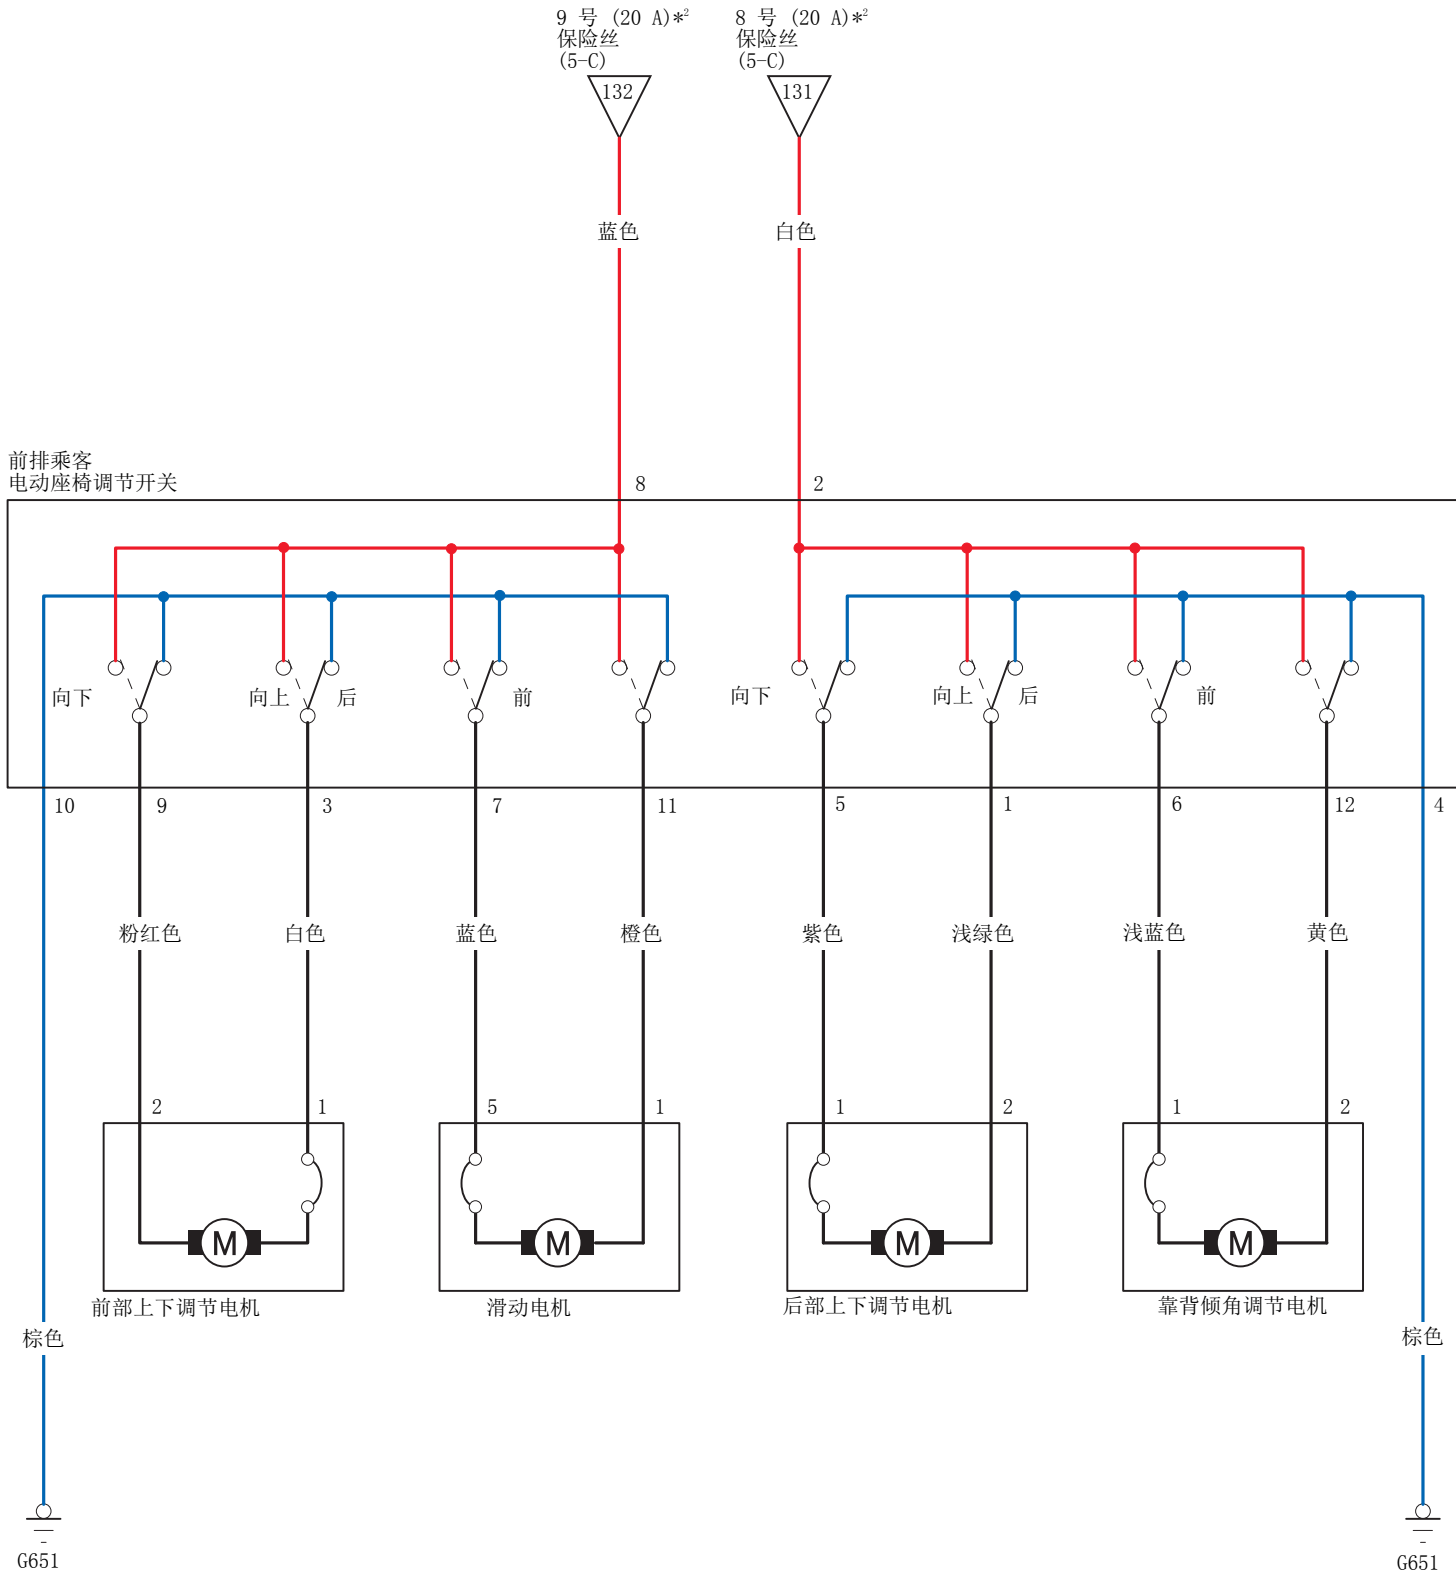 9 号 (20 A)*²
保险丝
(5-C)
8 号 (20 A)*²
保险丝
(5-C)
132
131
蓝色
白色
前排乘客
电动座椅调节开关
8
2
向下
向上
后
前
向下
向上
后
前
10
9
3
7
11
5
1
6
12
4
粉红色
白色
蓝色
橙色
紫色
浅绿色
浅蓝色
黄色
2
1
5
1
1
2
1
2
M
M
M
M
前部上下调节电机
滑动电机
后部上下调节电机
靠背倾角调节电机
棕色
棕色
G651
G651